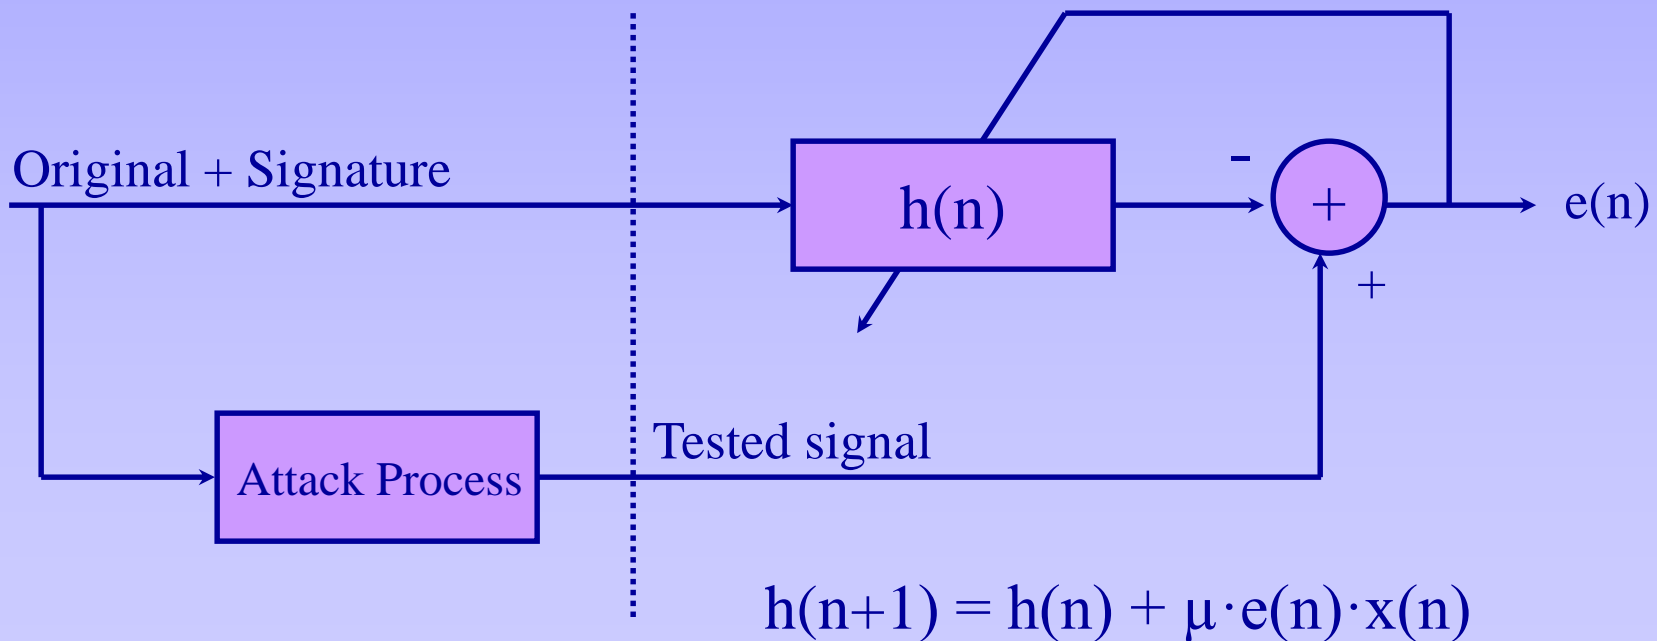 Original + Signature
h(n)
-
+
e(n)
+
Tested signal
Attack Process
h(n+1) = h(n) + μ·e(n)·x(n)